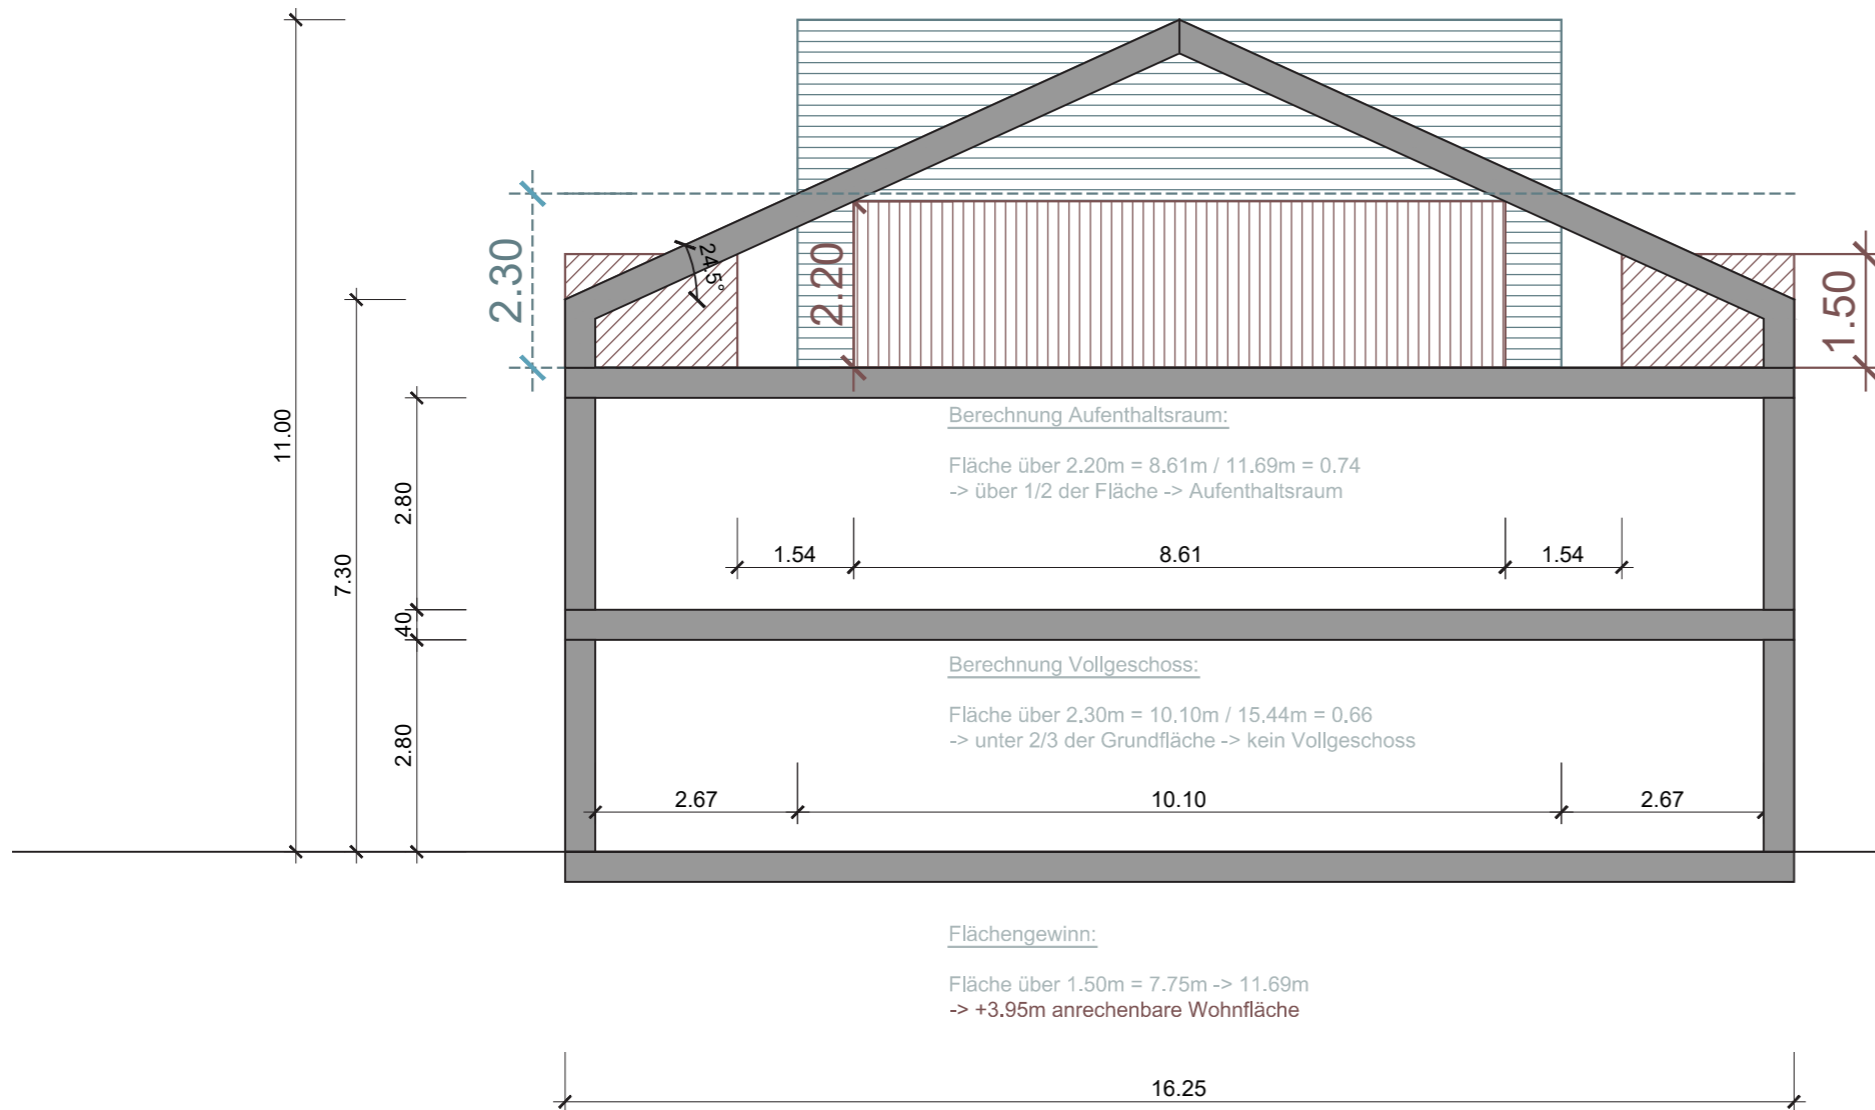 11.00
7.30
2.80
40
2.80
2.30
24.5°
2.20
1.50
Berechnung Aufenthaltsraum:
Fläche über 2.20m = 8.61m / 11.69m = 0.74
-> über 1/2 der Fläche -> Aufenthaltsraum
1.54 8.61 1.54
Berechnung Vollgeschoss:
Fläche über 2.30m = 10.10m / 15.44m = 0.66
-> unter 2/3 der Grundfläche -> kein Vollgeschoss
2.67 10.10 2.67
Flächengewinn:
Fläche über 1.50m = 7.75m -> 11.69m
-> +3.95m anrechenbare Wohnfläche
16.25